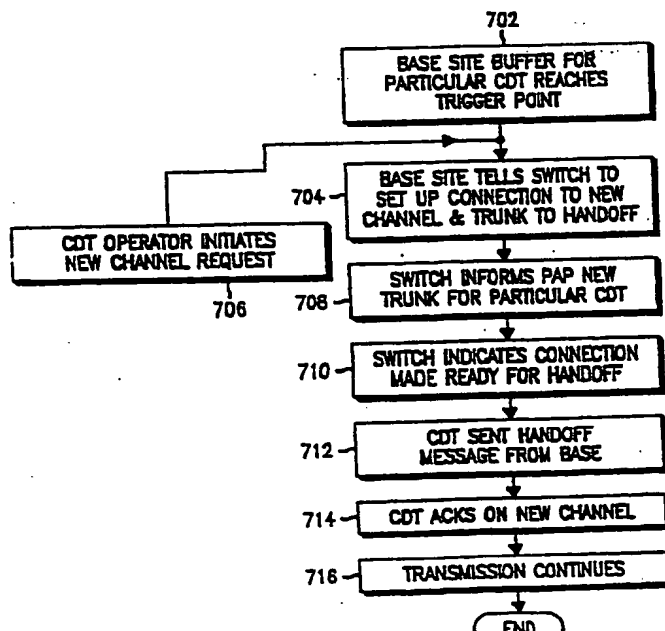 702
BASE SITE BUFFER FOR
PARTICULAR CDT REACHES
TRIGGER POINT
704
BASE SITE TELLS SWITCH TO
SET UP CONNECTION TO NEW
CHANNEL & TRUNK TO HANDOFF
CDT OPERATOR INITIATES
NEW CHANNEL REQUEST
706
708
SWITCH INFORMS PAP NEW
TRUNK FOR PARTICULAR CDT
710
SWITCH INDICATES CONNECTION
MADE READY FOR HANDOFF
712
CDT SENT HANDOFF
MESSAGE FROM BASE
714
CDT ACKS ON NEW CHANNEL
716
TRANSMISSION CONTINUES
END